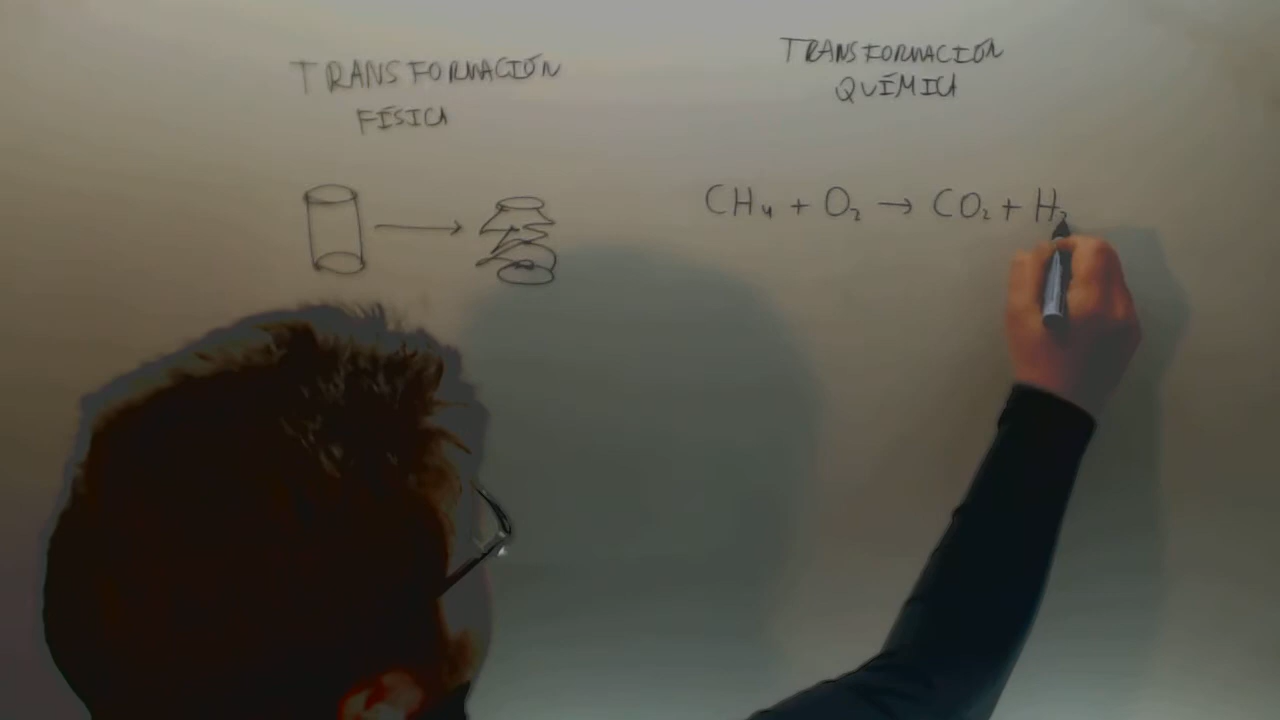 TRANSFORMACIÓN
FÍSICA
TRANSFORMACIÓN
QUÍMICA
CH₄ + O₂ → CO₂ + H₂